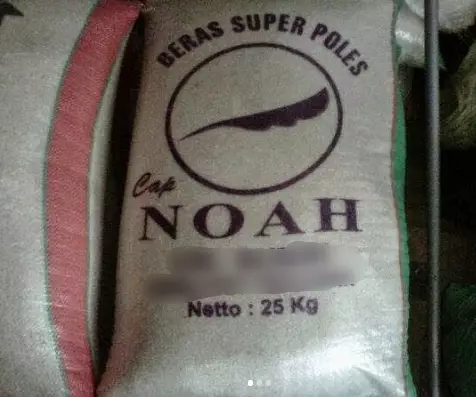 BERAS SUPER POLES
Cap
NOAH
Netto : 25 Kg